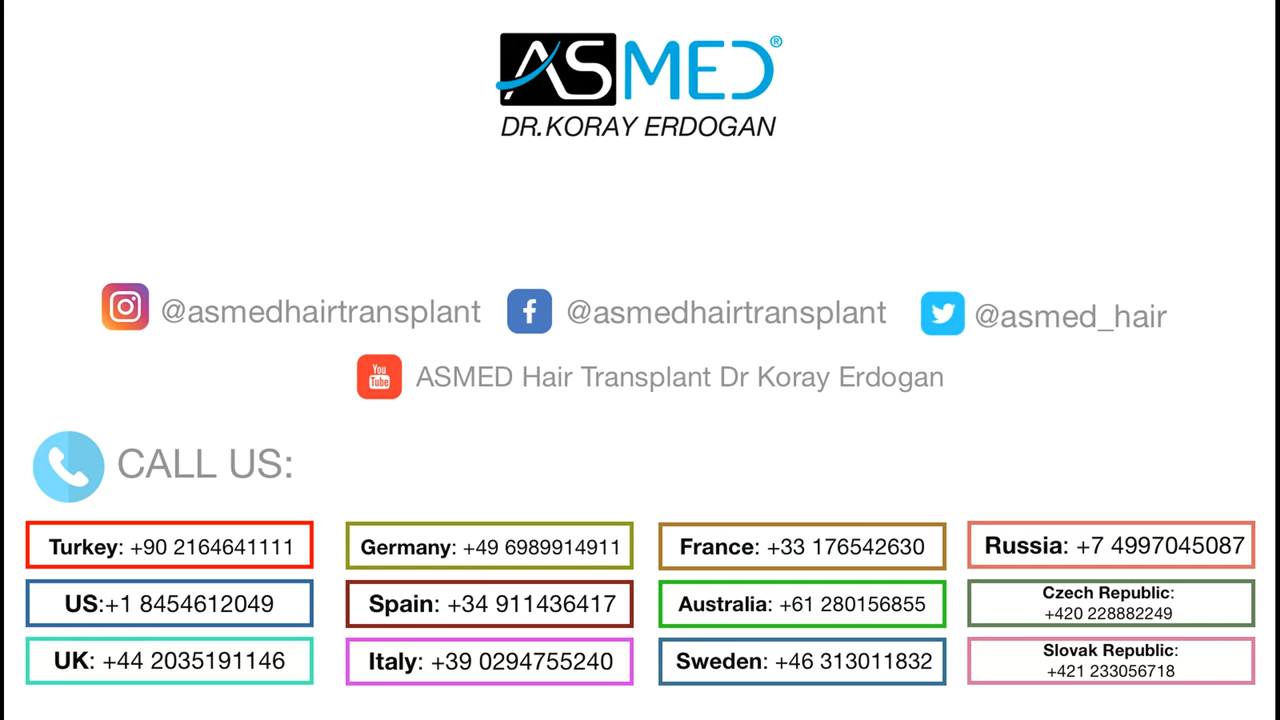 ASMED®
DR.KORAY ERDOGAN
@asmedhairtransplant @asmedhairtransplant @asmed_hair
You Tube ASMED Hair Transplant Dr Koray Erdogan
CALL US:
Turkey: +90 2164641111
Germany: +49 6989914911
France: +33 176542630
Russia: +7 4997045087
US:+1 8454612049
Spain: +34 911436417
Australia: +61 280156855
Czech Republic:
+420 228882249
UK: +44 2035191146
Italy: +39 0294755240
Sweden: +46 313011832
Slovak Republic:
+421 233056718